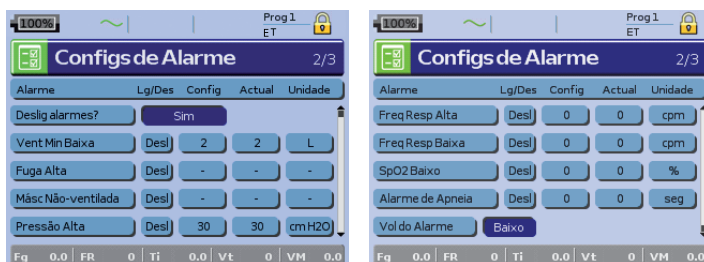 100%
Prog 1
ET
Configs de Alarme 2/3
Alarme Lg/Des Config Actual Unidade
Deslig alarmes? Sim
Vent Min Baixa Desl 2 2 L
Fuga Alta Desl - - -
Másc Não-ventilada Desl - - -
Pressão Alta Desl 30 30 cmH2O
Fg 0.0 FR 0 Ti 0.0 Vt 0 VM 0.0
100%
Prog 1
ET
Configs de Alarme 2/3
Alarme Lg/Des Config Actual Unidade
Freq Resp Alta Desl 0 0 cpm
Freq Resp Baixa Desl 0 0 cpm
SpO2 Baixo Desl 0 0 %
Alarme de Apneia Desl 0 0 seg
Vol do Alarme Baixo
Fg 0.0 FR 0 Ti 0.0 Vt 0 VM 0.0